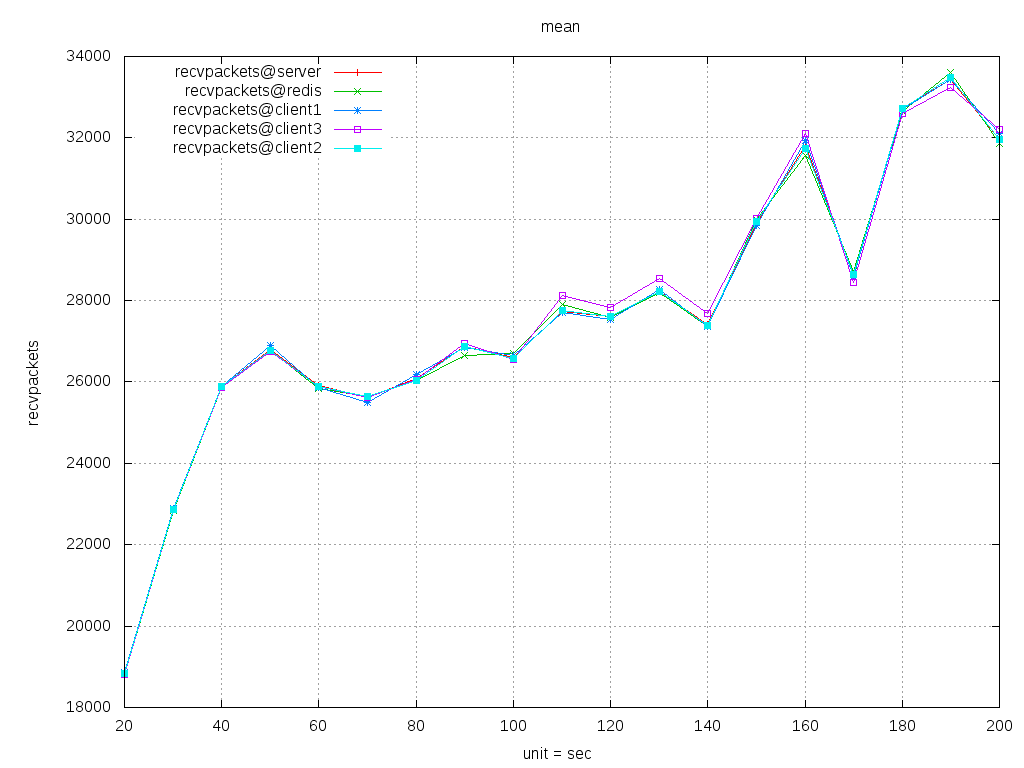 mean
34000
32000
30000
28000
26000
24000
22000
20000
18000
recvpackets
recvpackets@server
recvpackets@redis
recvpackets@client1
recvpackets@client3
recvpackets@client2
20 40 60 80 100 120 140 160 180 200
unit = sec